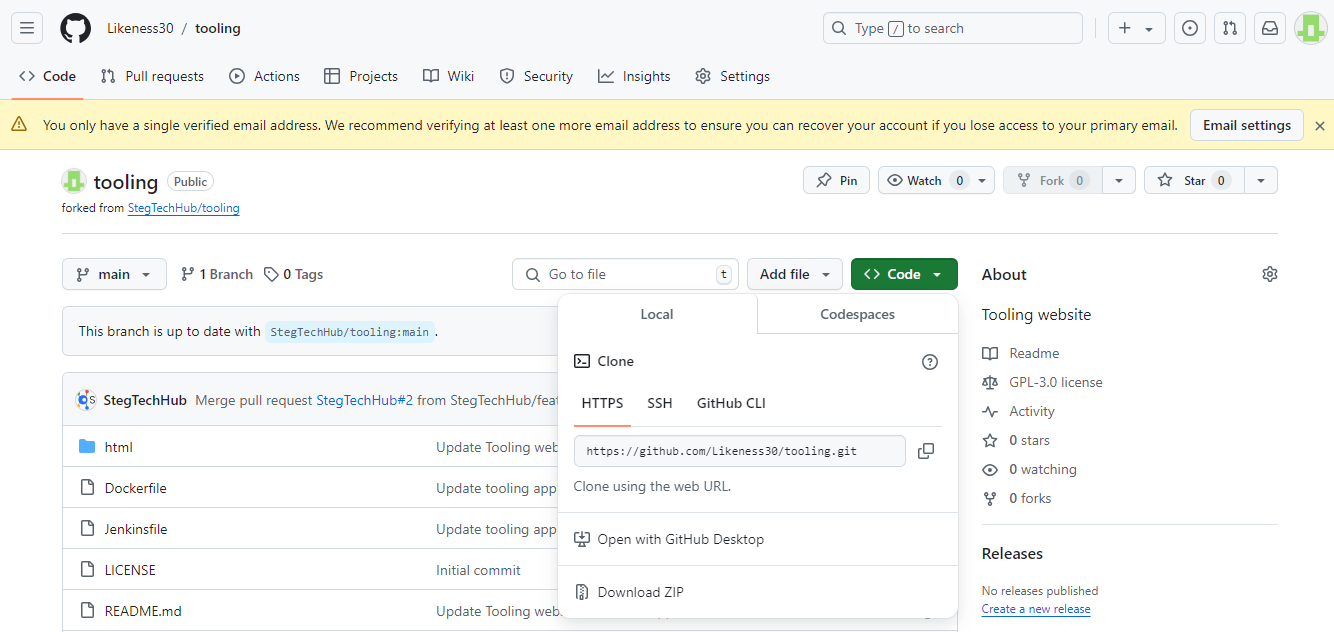 Likeness30 / tooling
Type / to search
Code Pull requests Actions Projects Wiki Security Insights Settings
You only have a single verified email address. We recommend verifying at least one more email address to ensure you can recover your account if you lose access to your primary email. Email settings
tooling Public
Pin Watch 0 Fork 0 Star 0
forked from StegTechHub/tooling
main 1 Branch 0 Tags Go to file t Add file Code
Local Codespaces
This branch is up to date with StegTechHub/tooling:main.
Clone
HTTPS SSH GitHub CLI
https://github.com/Likeness30/tooling.git
Clone using the web URL.
Open with GitHub Desktop
Download ZIP
StegTechHub Merge pull request StegTechHub#2 from StegTechHub/feat
html Update Tooling web
Dockerfile Update tooling app
Jenkinsfile Update tooling app
LICENSE Initial commit
README.md Update Tooling web
About
Tooling website
Readme
GPL-3.0 license
Activity
0 stars
0 watching
0 forks
Releases
No releases published
Create a new release